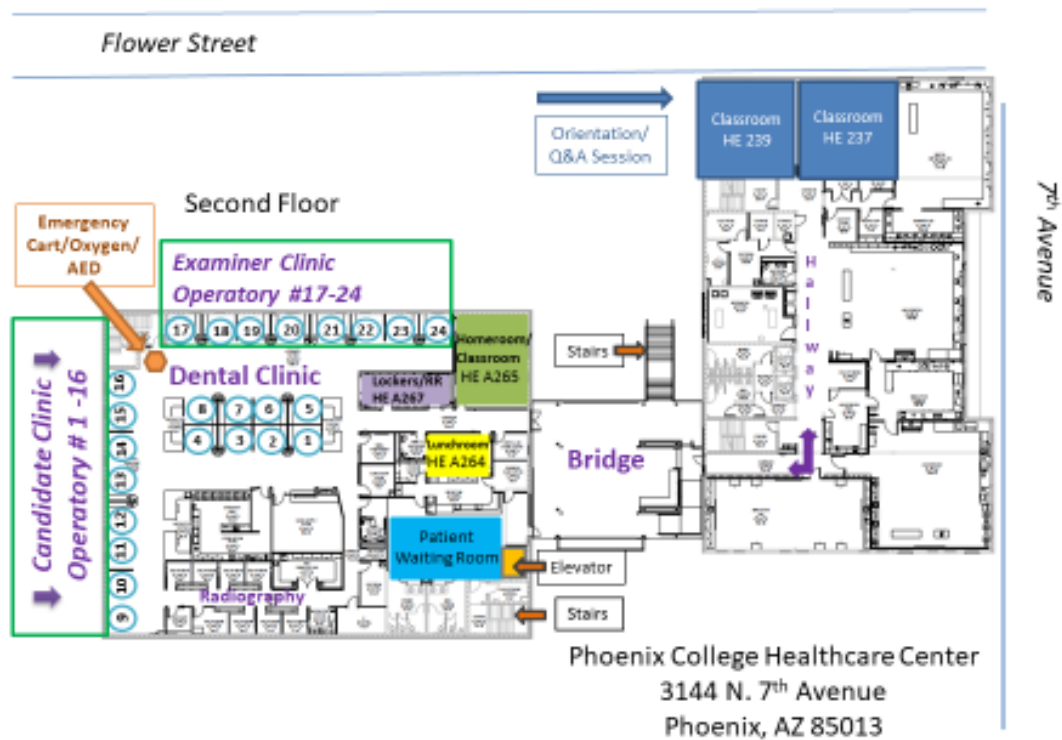 Flower Street
7th Avenue
Orientation/
Q&A Session
Classroom
HE 239
Classroom
HE 237
Second Floor
Emergency
Cart/Oxygen/
AED
Examiner Clinic
Operatory #17-24
17 18 19 20 21 22 23 24
Homeroom/
Classroom
HE A265
Stairs
Hallway
Candidate Clinic
Operatory # 1 -16
16
15
14
13
12
11
10
9
Dental Clinic
Lockers/RR
HE A267
8 7 6 5
4 3 2 1
Lunchroom
HE A264
Bridge
Patient
Waiting Room
Elevator
Radiography
Stairs
Phoenix College Healthcare Center
3144 N. 7th Avenue
Phoenix, AZ 85013